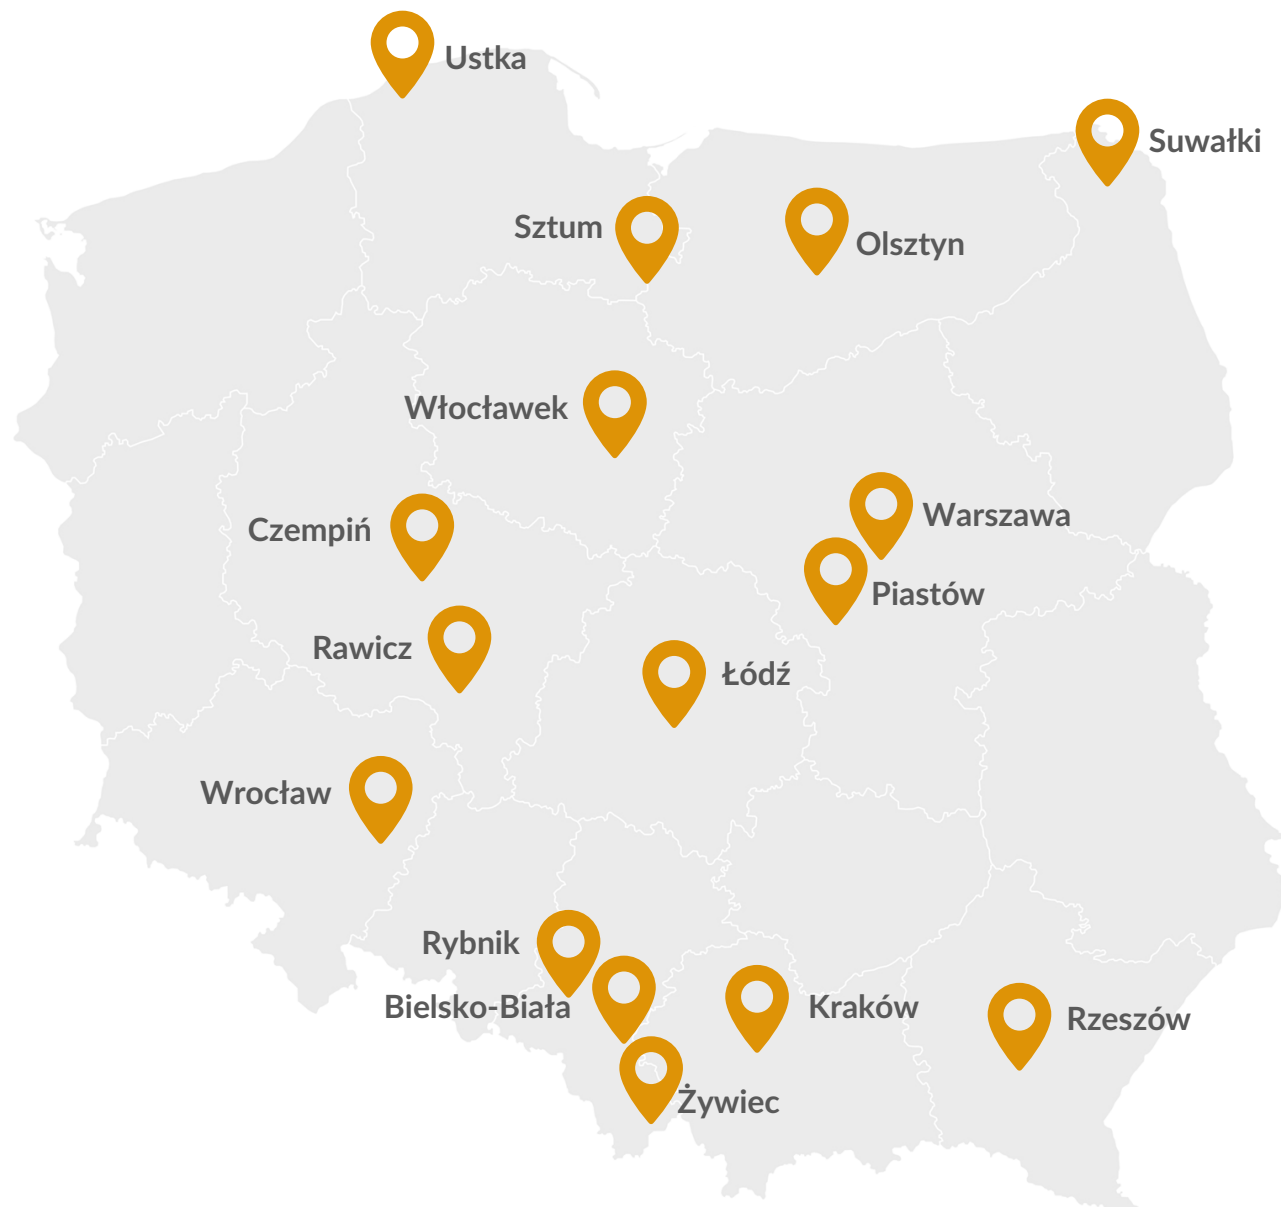 Ustka
Suwałki
Sztum
Olsztyn
Włocławek
Warszawa
Czempiń
Piastów
Rawicz
Łódź
Wrocław
Rybnik
Bielsko-Biała
Kraków
Rzeszów
Żywiec